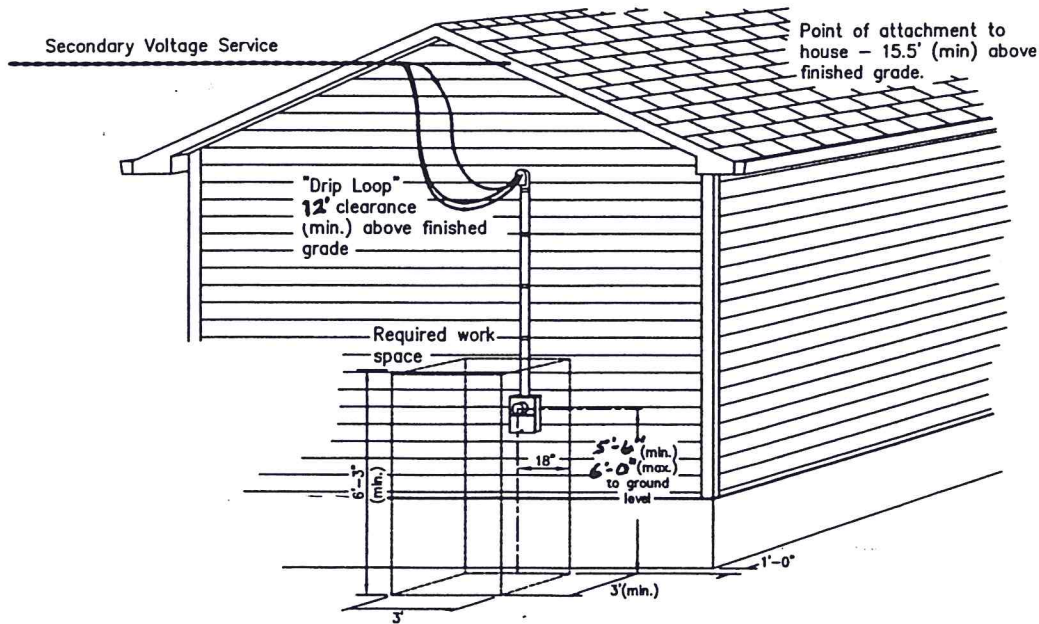 Secondary Voltage Service
Point of attachment to
house – 15.5' (min) above
finished grade.
"Drip Loop"
12' clearance
(min.) above finished
grade
Required work
space
6'-3"
(min.)
18"
5'-6" (min.)
6'-0" (max.)
to ground
level
1'-0"
3'(min.)
3'